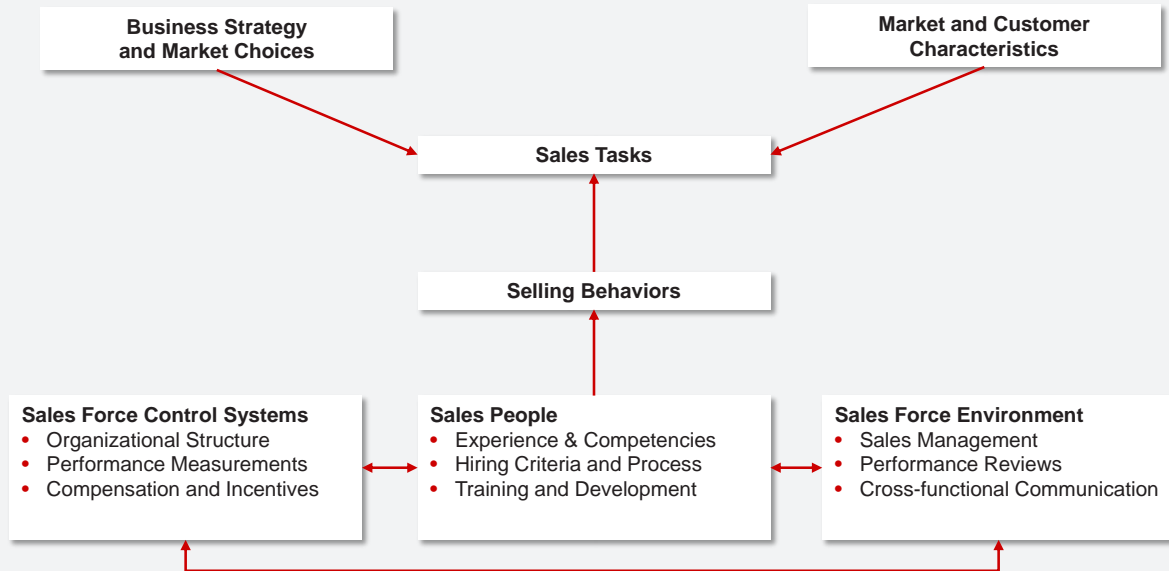 Business Strategy
and Market Choices
Market and Customer
Characteristics
Sales Tasks
Selling Behaviors
Sales Force Control Systems
• Organizational Structure
• Performance Measurements
• Compensation and Incentives
Sales People
• Experience & Competencies
• Hiring Criteria and Process
• Training and Development
Sales Force Environment
• Sales Management
• Performance Reviews
• Cross-functional Communication